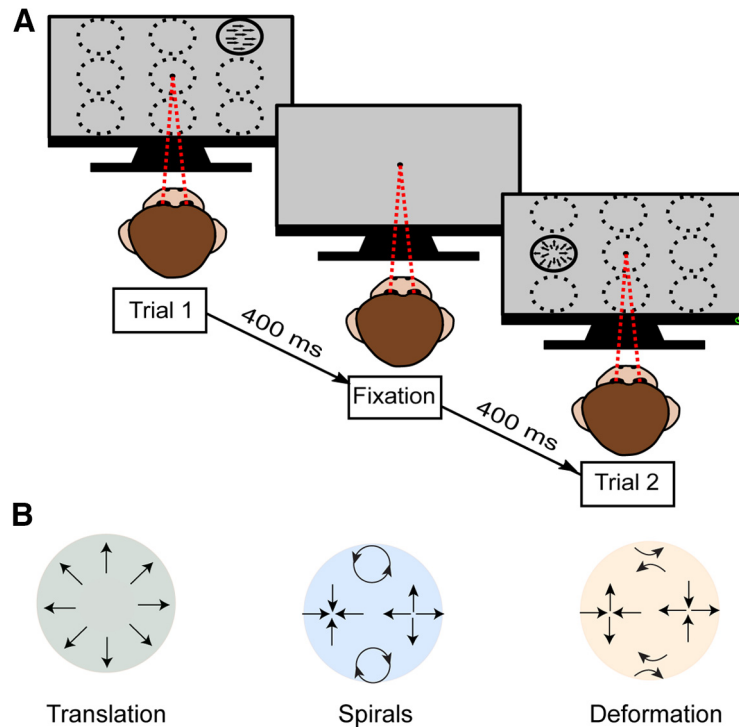 A
Trial 1
400 ms
Fixation
400 ms
Trial 2
B
Translation
Spirals
Deformation